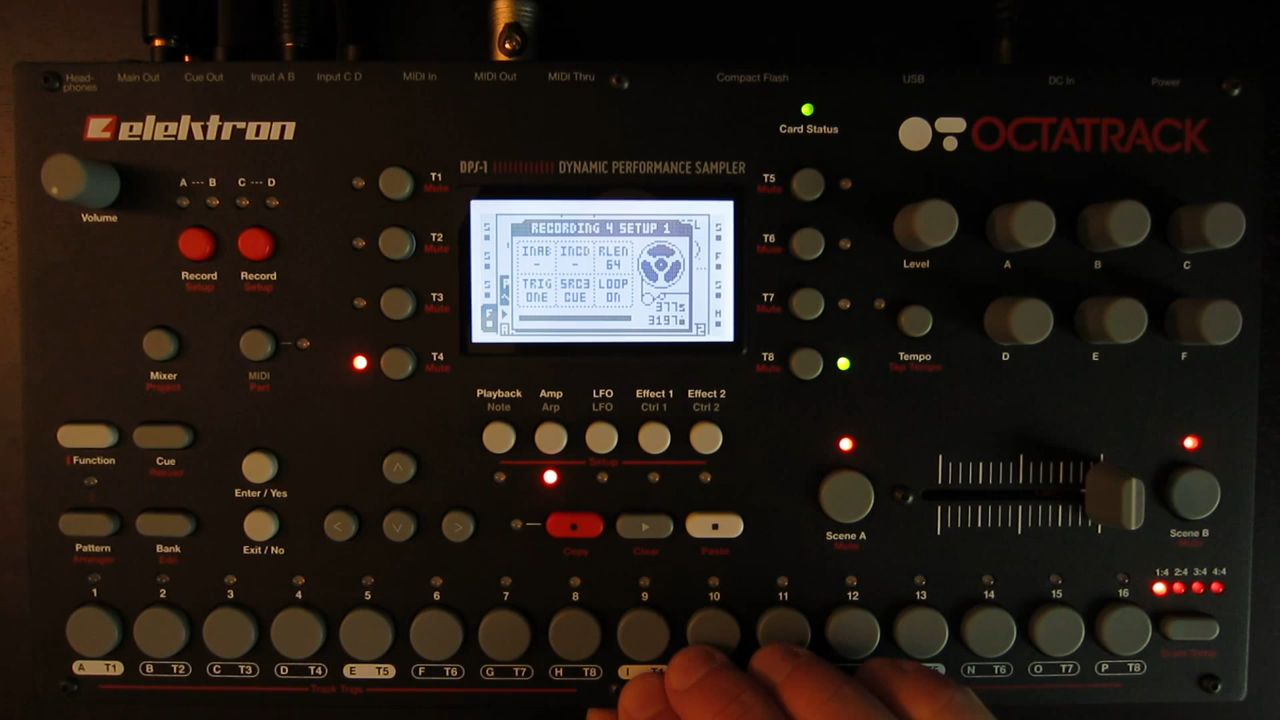 Head-phones Main Out Cue Out Input A B Input C D MIDI In MIDI Out MIDI Thru Compact Flash USB DC In Power
elektron
Card Status
OCTATRACK
DPS-1 DYNAMIC PERFORMANCE SAMPLER
A --- B C --- D
Volume
Record Record
Setup Setup
T1
Mute
T2
Mute
T3
Mute
T4
Mute
T5
Mute
T6
Mute
T7
Mute
T8
Mute
RECORDING 4 SETUP 1
INAB INCD RLEN
- - 64
TRIG SRC3 LOOP
ONE CUE ON
377s
Level A B C
Tempo D E F
Tap Tempo
Mixer MIDI
Project Part
Playback Amp LFO Effect 1 Effect 2
Note Arp LFO Ctrl 1 Ctrl 2
Setup
Function Cue
Reload
Enter / Yes
Exit / No
Pattern Bank
Arranger Edit
Copy Clear Paste
Scene A Scene B
Mute Mute
1:4 2:4 3:4 4:4
1 2 3 4 5 6 7 8 9 10 11 12 13 14 15 16
A T1 B T2 C T3 D T4 E T5 F T6 G T7 H T8 N T6 O T7 P T8
Track Trigs